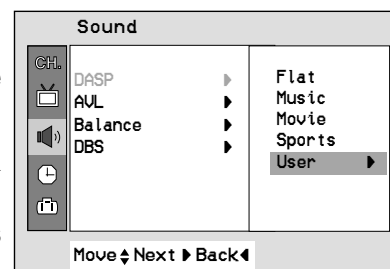 Sound
CH.
DASP
AVL
Balance
DBS
Flat
Music
Movie
Sports
User
Move Next Back